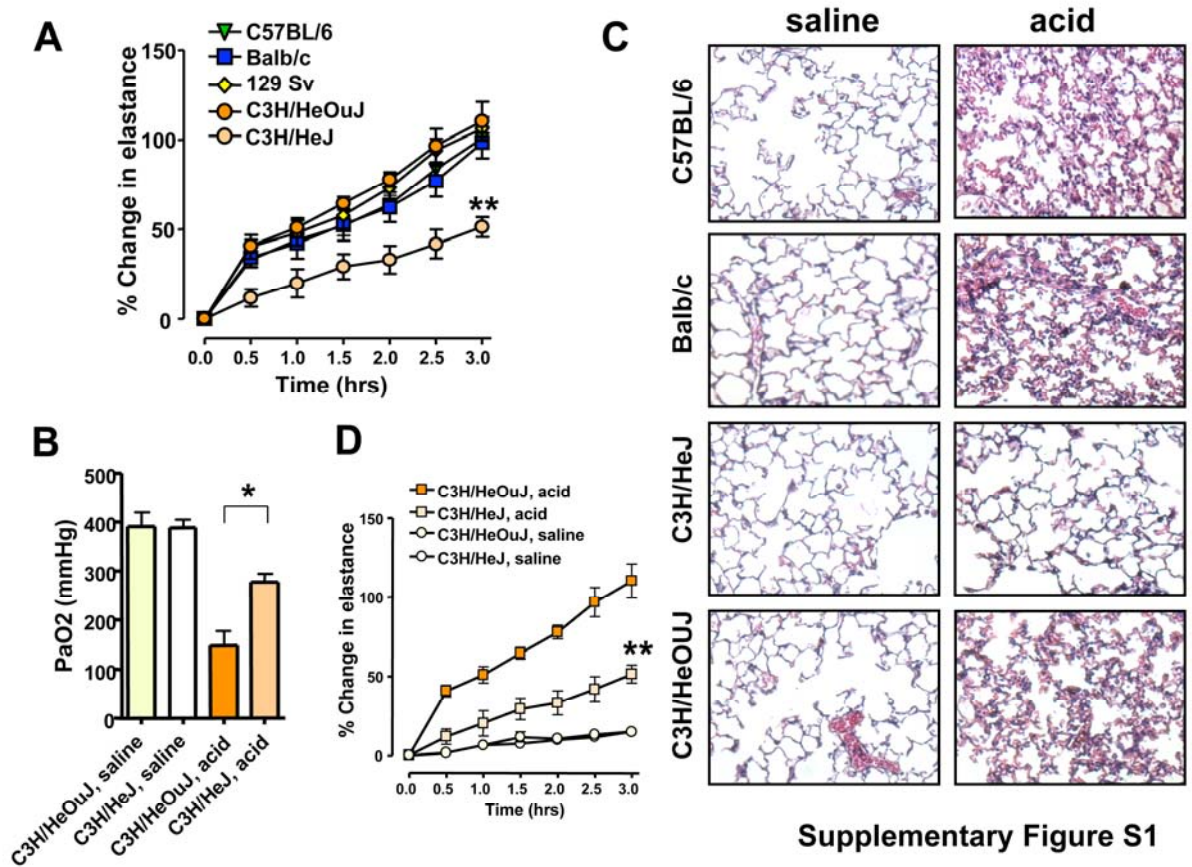 A
C57BL/6
Balb/c
129 Sv
C3H/HeOuJ
C3H/HeJ
% Change in elastance
150
100
50
0
**
0.0 0.5 1.0 1.5 2.0 2.5 3.0
Time (hrs)
B
PaO2 (mmHg)
500
400
300
200
100
0
*
C3H/HeOuJ, saline
C3H/HeJ, saline
C3H/HeOuJ, acid
C3H/HeJ, acid
D
C3H/HeOuJ, acid
C3H/HeJ, acid
C3H/HeOuJ, saline
C3H/HeJ, saline
% Change in elastance
150
100
50
0
**
0.0 0.5 1.0 1.5 2.0 2.5 3.0
Time (hrs)
C
saline acid
C57BL/6
Balb/c
C3H/HeJ
C3H/HeOUJ
Supplementary Figure S1